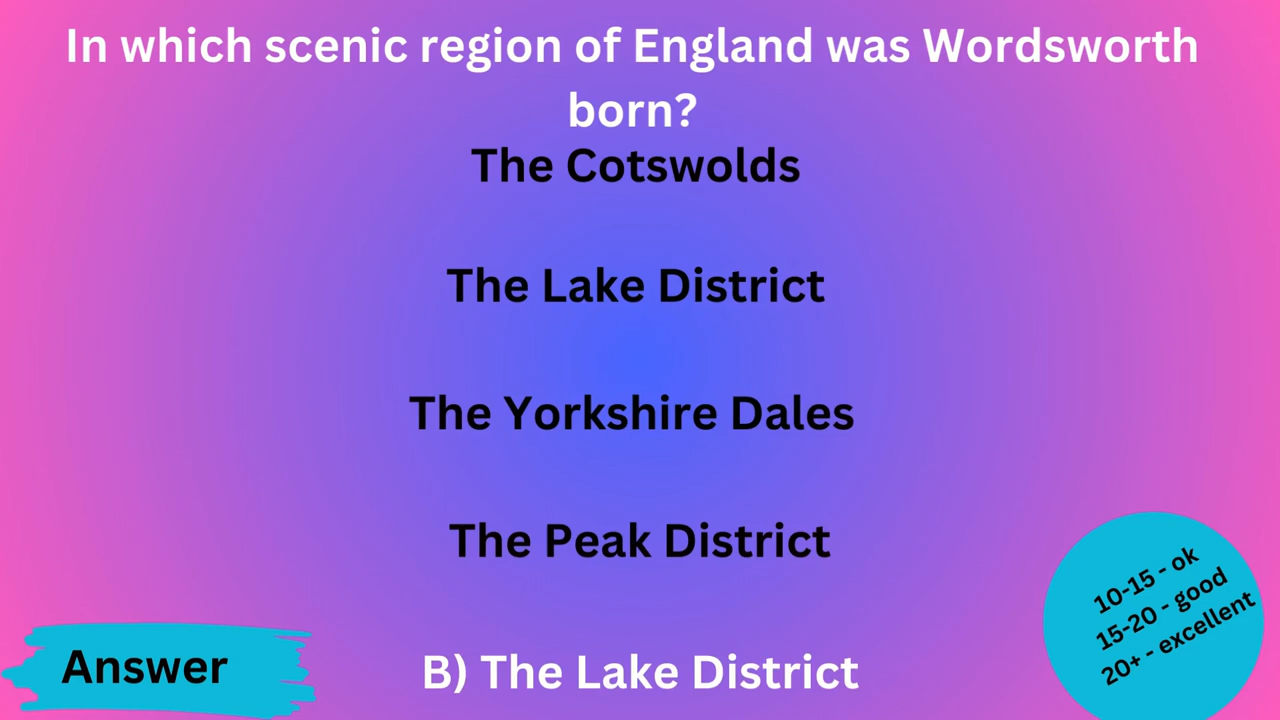 In which scenic region of England was Wordsworth
born?
The Cotswolds
The Lake District
The Yorkshire Dales
The Peak District
10-15 - ok
15-20 - good
20+ - excellent
Answer
B) The Lake District